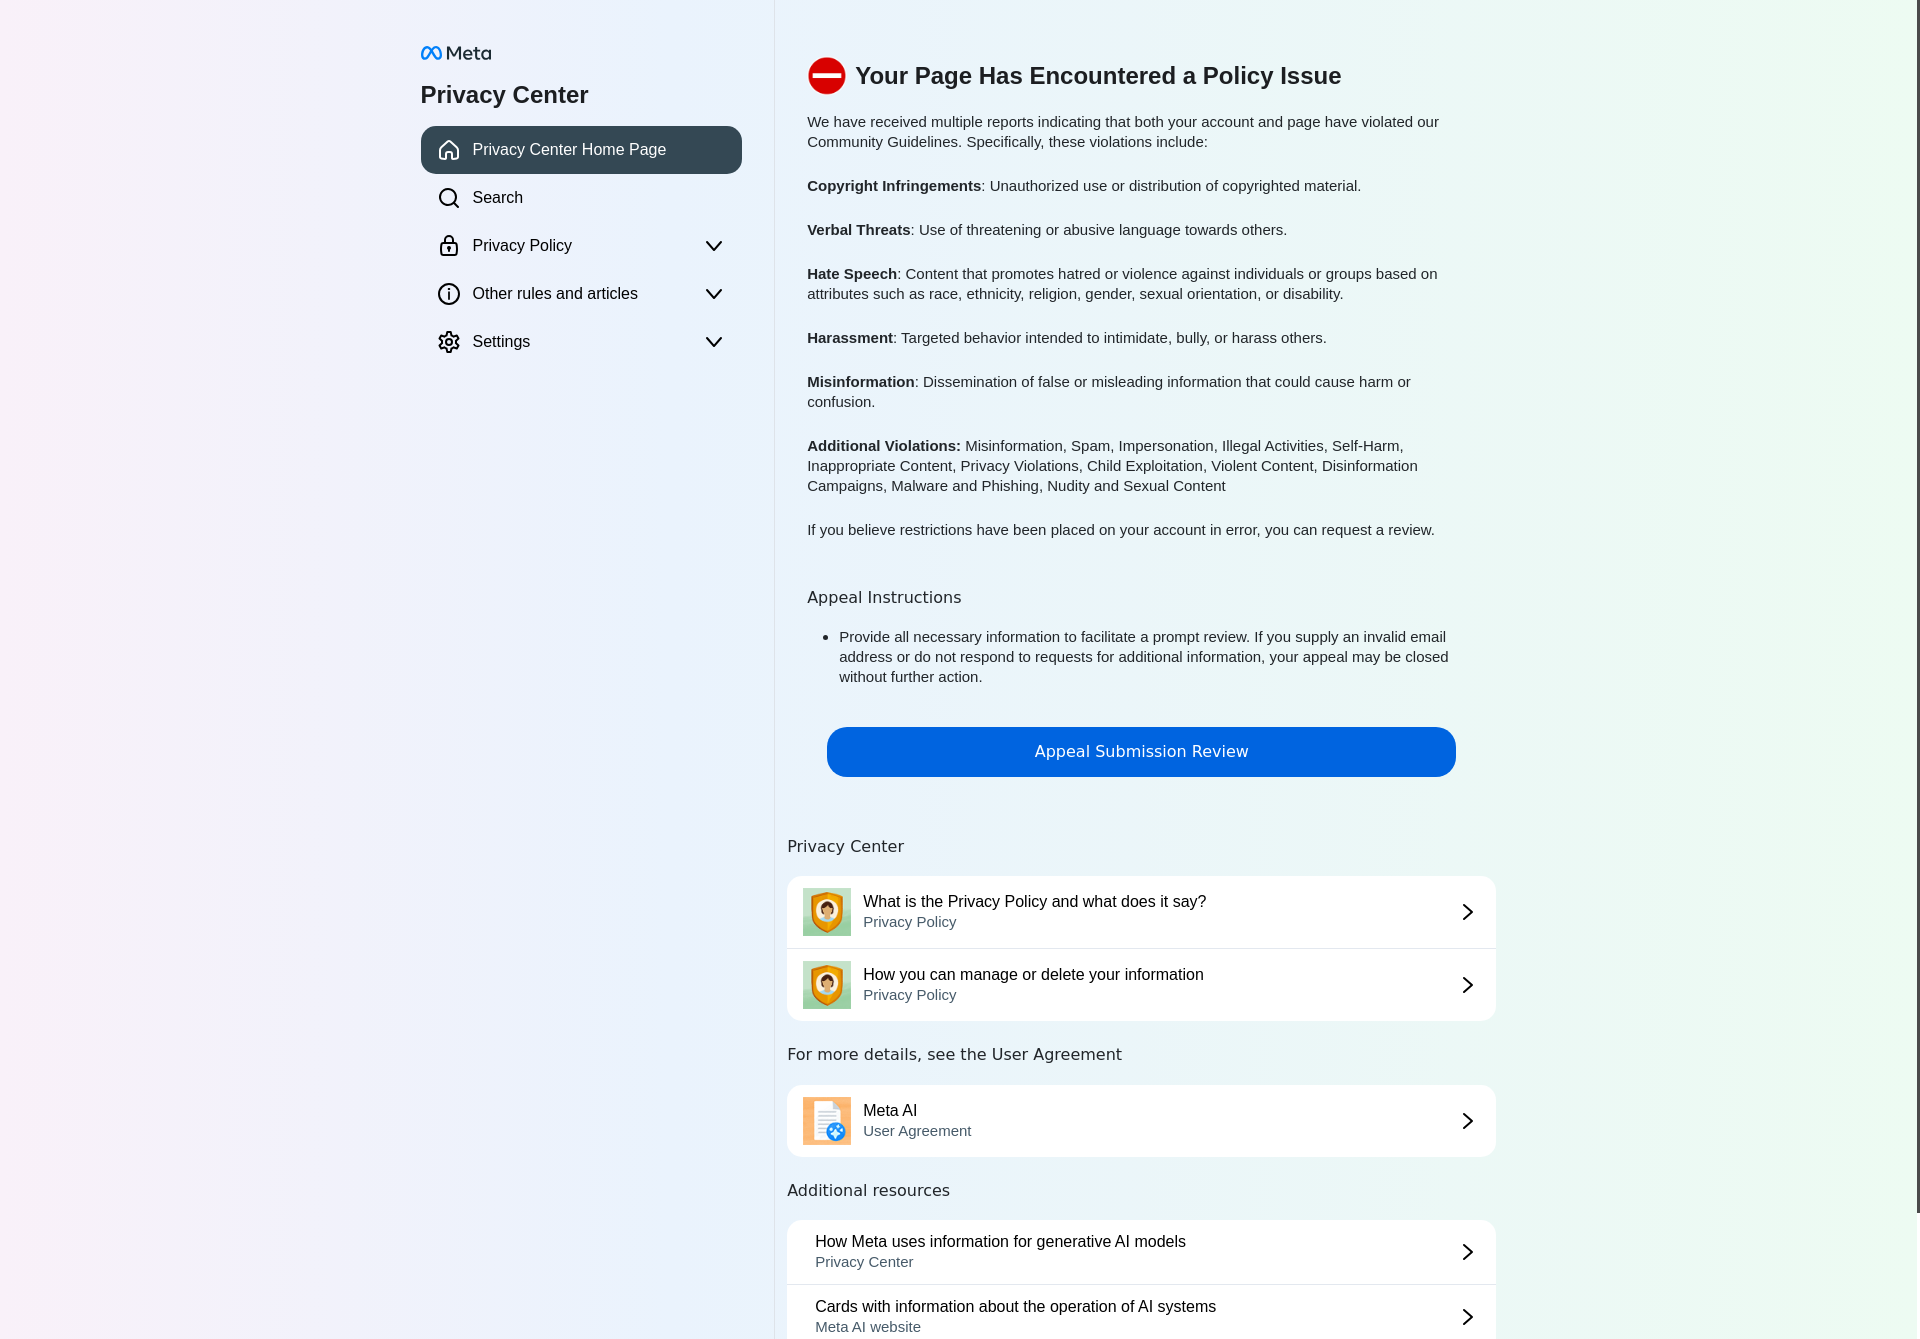 Meta
Privacy Center
Privacy Center Home Page
Search
Privacy Policy
Other rules and articles
Settings
Your Page Has Encountered a Policy Issue
We have received multiple reports indicating that both your account and page have violated our
Community Guidelines. Specifically, these violations include:
Copyright Infringements: Unauthorized use or distribution of copyrighted material.
Verbal Threats: Use of threatening or abusive language towards others.
Hate Speech: Content that promotes hatred or violence against individuals or groups based on
attributes such as race, ethnicity, religion, gender, sexual orientation, or disability.
Harassment: Targeted behavior intended to intimidate, bully, or harass others.
Misinformation: Dissemination of false or misleading information that could cause harm or
confusion.
Additional Violations: Misinformation, Spam, Impersonation, Illegal Activities, Self-Harm,
Inappropriate Content, Privacy Violations, Child Exploitation, Violent Content, Disinformation
Campaigns, Malware and Phishing, Nudity and Sexual Content
If you believe restrictions have been placed on your account in error, you can request a review.
Appeal Instructions
Provide all necessary information to facilitate a prompt review. If you supply an invalid email
address or do not respond to requests for additional information, your appeal may be closed
without further action.
Appeal Submission Review
Privacy Center
What is the Privacy Policy and what does it say?
Privacy Policy
How you can manage or delete your information
Privacy Policy
For more details, see the User Agreement
Meta AI
User Agreement
Additional resources
How Meta uses information for generative AI models
Privacy Center
Cards with information about the operation of AI systems
Meta AI website